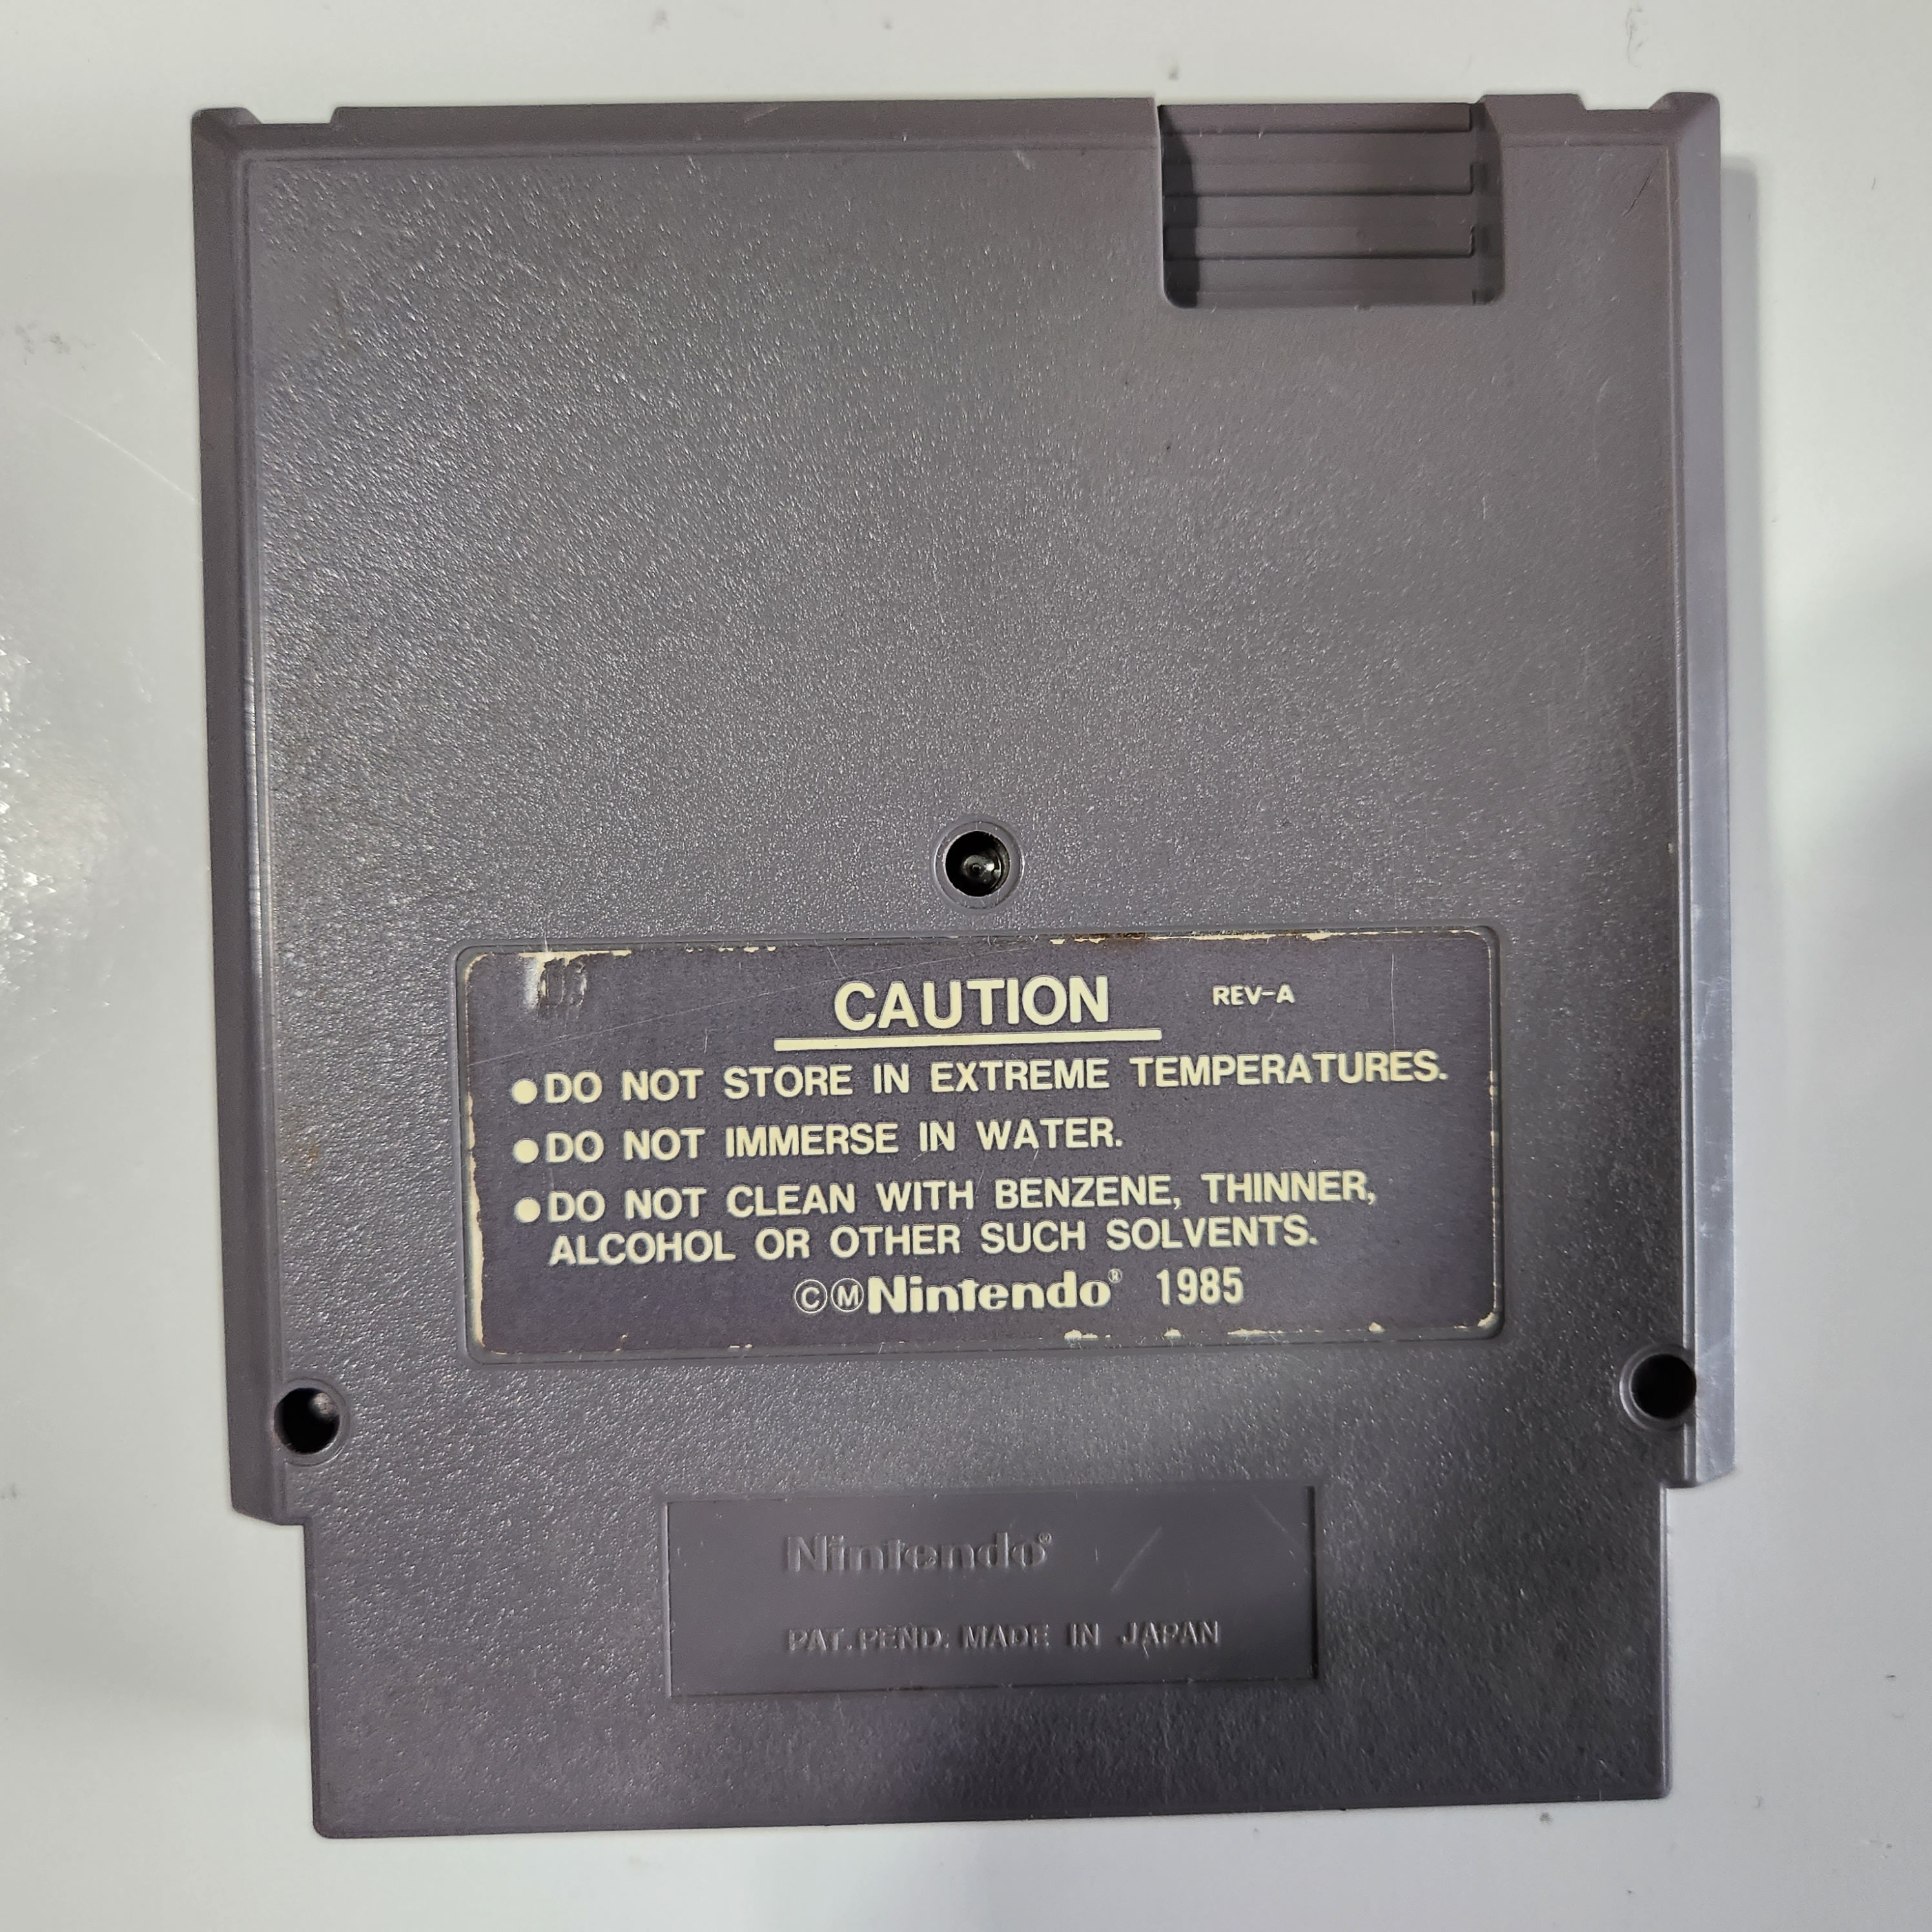 CAUTION REV-A
●DO NOT STORE IN EXTREME TEMPERATURES.
●DO NOT IMMERSE IN WATER.
●DO NOT CLEAN WITH BENZENE, THINNER,
ALCOHOL OR OTHER SUCH SOLVENTS.
©ⓂNintendo® 1985
Nintendo®
PAT. PEND. MADE IN JAPAN